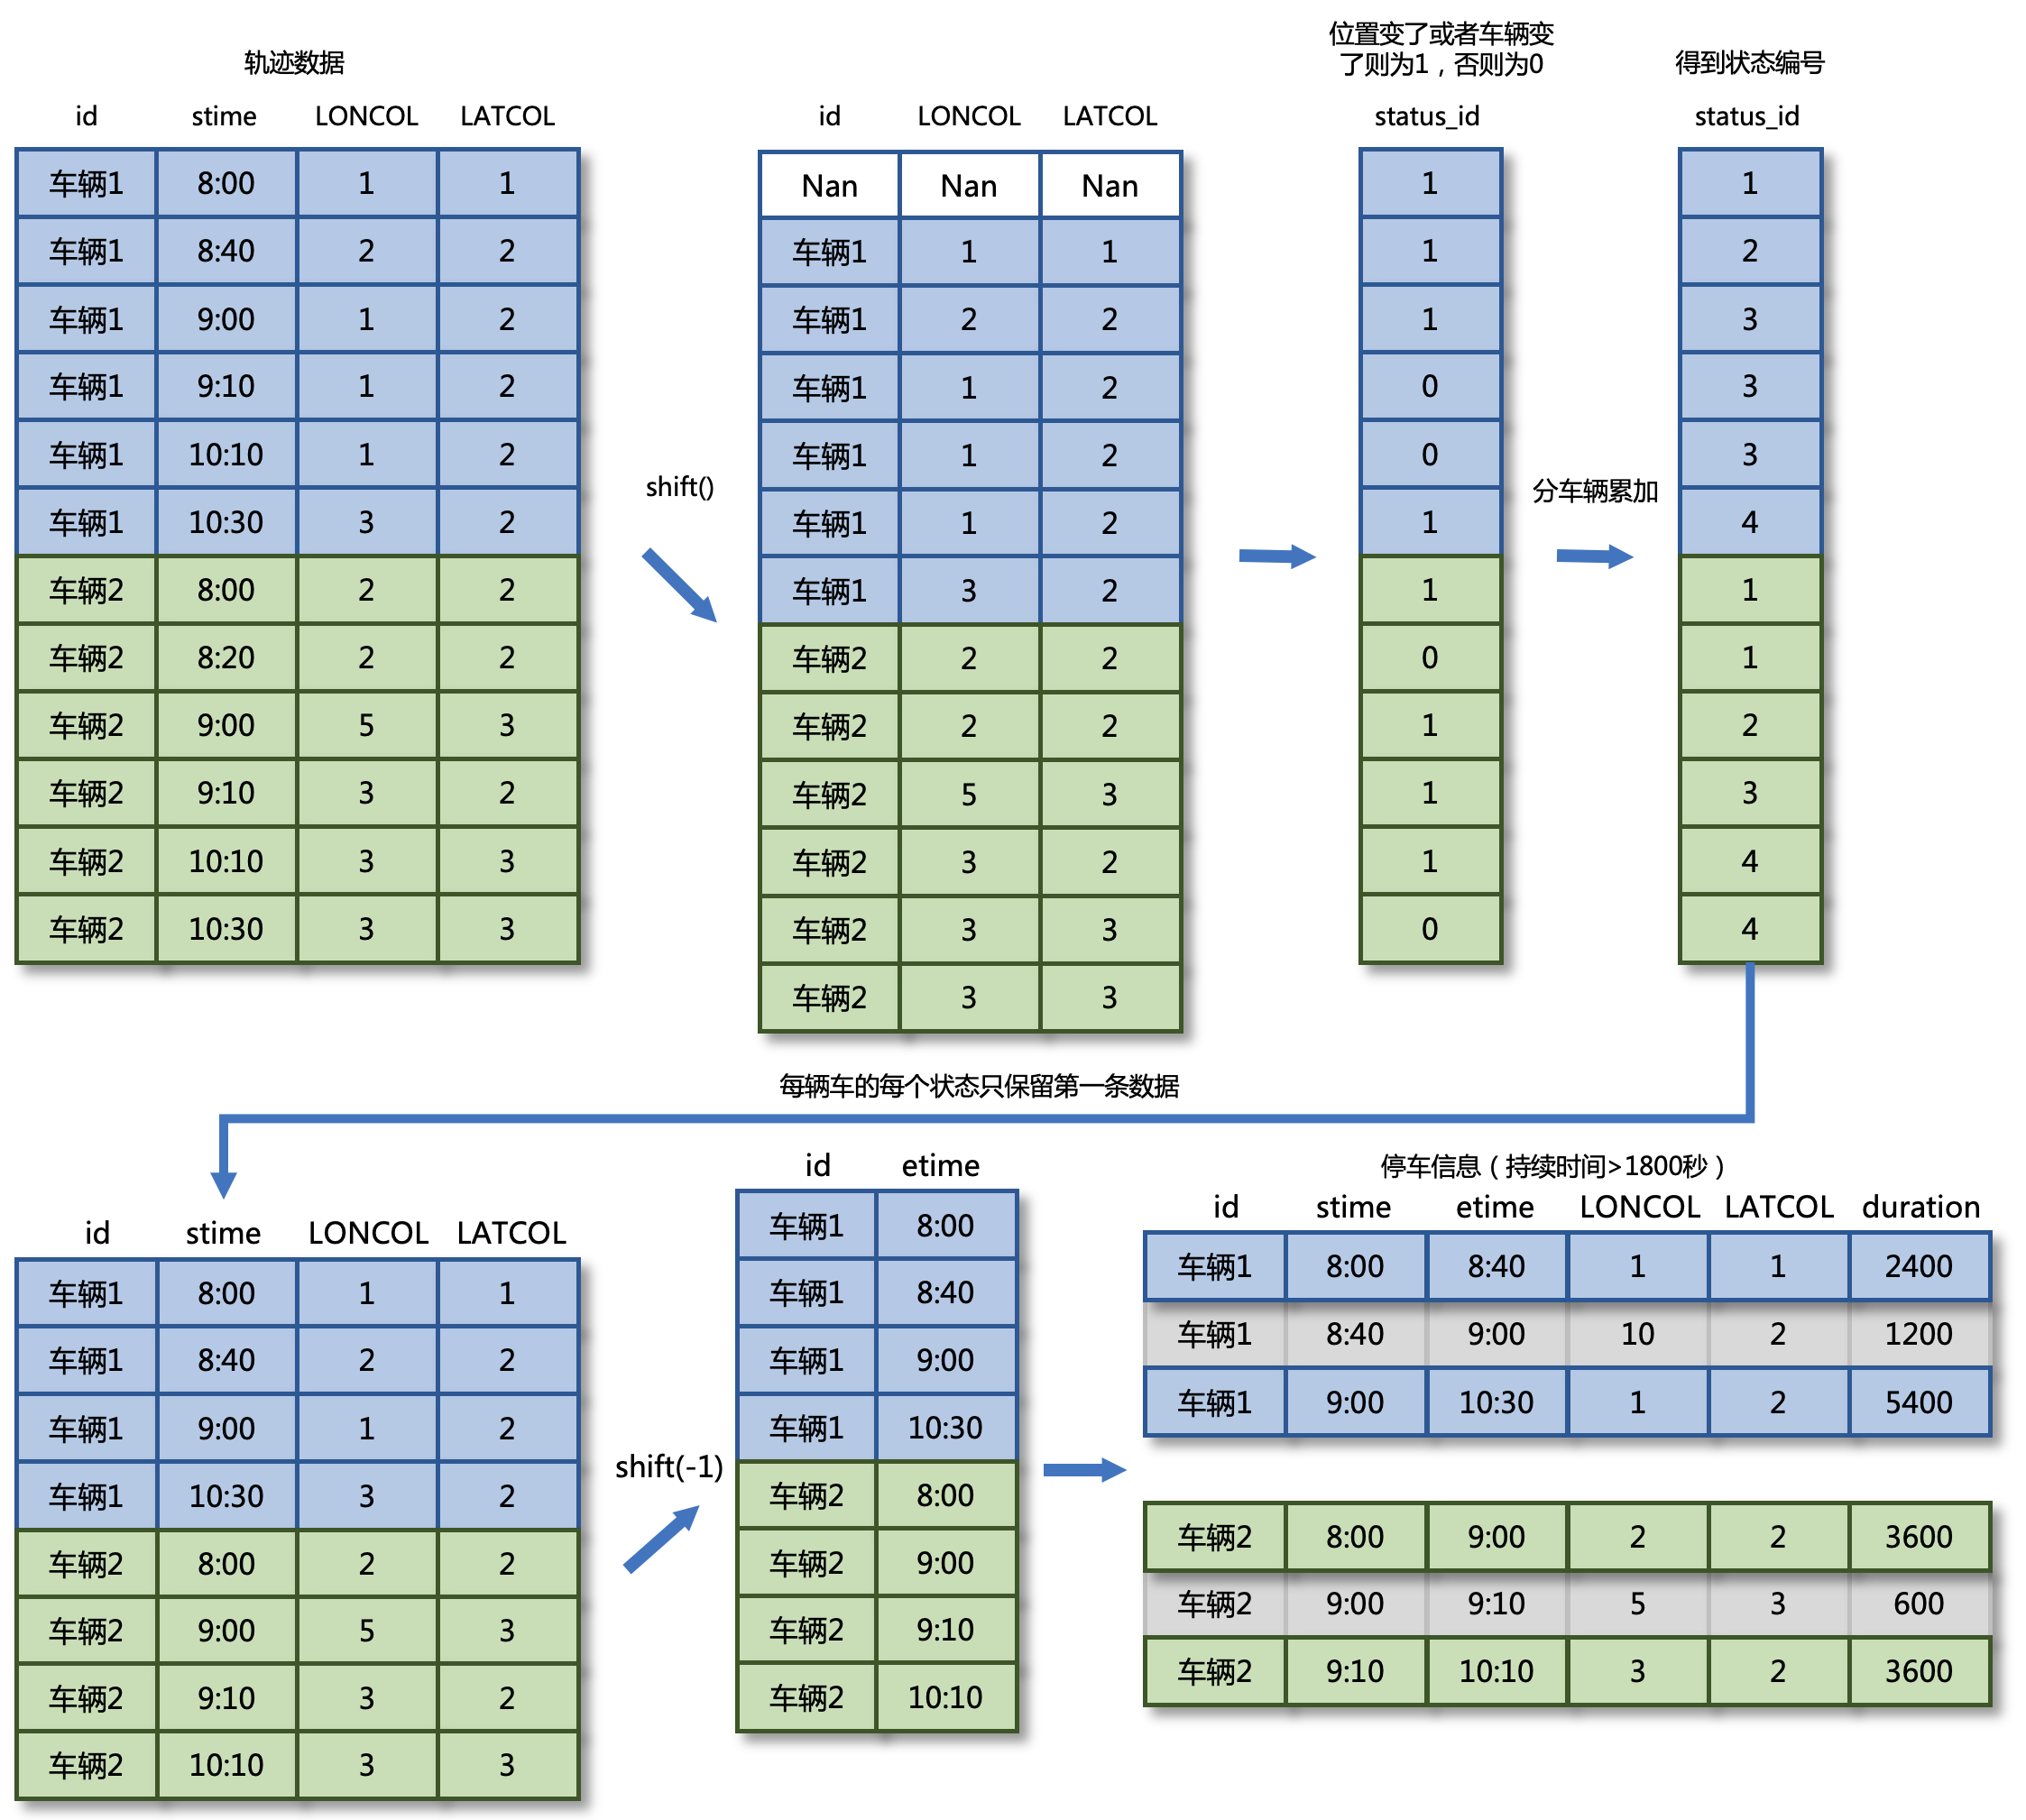 轨迹数据
id stime LONCOL LATCOL
车辆1 8:00 1 1
车辆1 8:40 2 2
车辆1 9:00 1 2
车辆1 9:10 1 2
车辆1 10:10 1 2
车辆1 10:30 3 2
车辆2 8:00 2 2
车辆2 8:20 2 2
车辆2 9:00 5 3
车辆2 9:10 3 2
车辆2 10:10 3 3
车辆2 10:30 3 3
shift()
id LONCOL LATCOL
Nan Nan Nan
车辆1 1 1
车辆1 2 2
车辆1 1 2
车辆1 1 2
车辆1 1 2
车辆1 3 2
车辆2 2 2
车辆2 2 2
车辆2 5 3
车辆2 3 2
车辆2 3 3
车辆2 3 3
位置变了或者车辆变
了则为1，否则为0
status_id
1
1
1
0
0
1
1
0
1
1
1
0
分车辆累加
得到状态编号
status_id
1
2
3
3
3
4
1
1
2
3
4
4
每辆车的每个状态只保留第一条数据
id stime LONCOL LATCOL
车辆1 8:00 1 1
车辆1 8:40 2 2
车辆1 9:00 1 2
车辆1 10:30 3 2
车辆2 8:00 2 2
车辆2 9:00 5 3
车辆2 9:10 3 2
车辆2 10:10 3 3
shift(-1)
id etime
车辆1 8:00
车辆1 8:40
车辆1 9:00
车辆1 10:30
车辆2 8:00
车辆2 9:00
车辆2 9:10
车辆2 10:10
停车信息（持续时间>1800秒）
id stime etime LONCOL LATCOL duration
车辆1 8:00 8:40 1 1 2400
车辆1 8:40 9:00 10 2 1200
车辆1 9:00 10:30 1 2 5400
车辆2 8:00 9:00 2 2 3600
车辆2 9:00 9:10 5 3 600
车辆2 9:10 10:10 3 2 3600